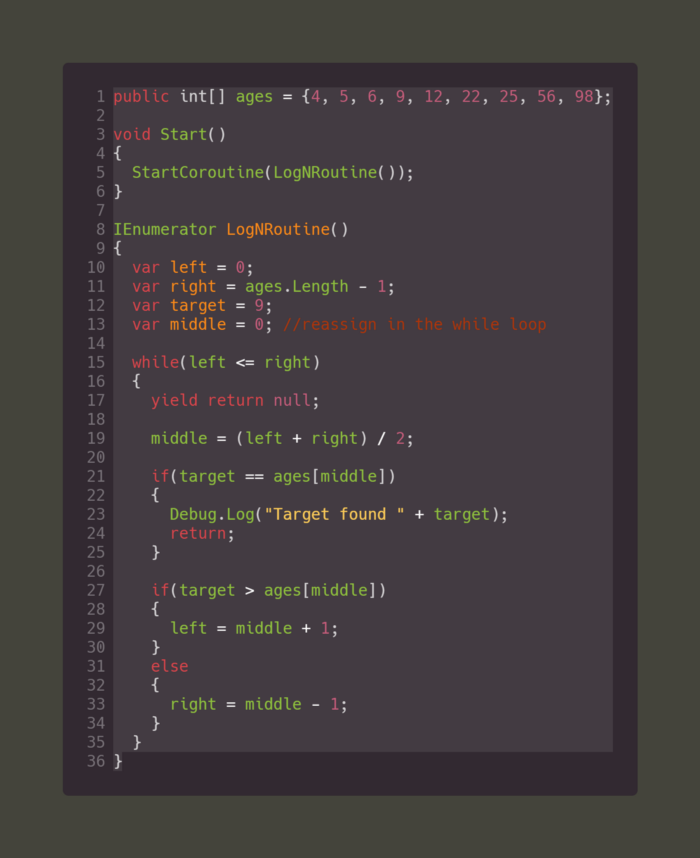 1 public int[] ages = {4, 5, 6, 9, 12, 22, 25, 56, 98};
2
3 void Start()
4 {
5   StartCoroutine(LogNRoutine());
6 }
7
8 IEnumerator LogNRoutine()
9 {
10   var left = 0;
11   var right = ages.Length - 1;
12   var target = 9;
13   var middle = 0; //reassign in the while loop
14
15   while(left <= right)
16   {
17     yield return null;
18
19     middle = (left + right) / 2;
20
21     if(target == ages[middle])
22     {
23       Debug.Log("Target found " + target);
24       return;
25     }
26
27     if(target > ages[middle])
28     {
29       left = middle + 1;
30     }
31     else
32     {
33       right = middle - 1;
34     }
35   }
36 }